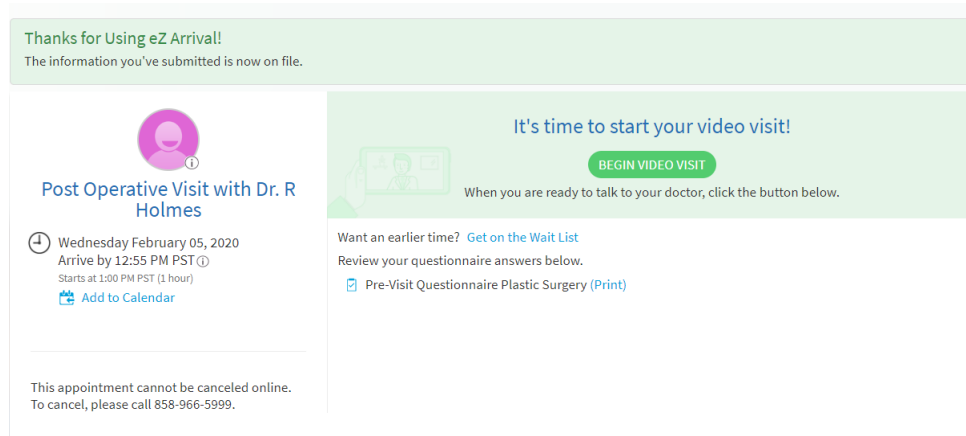 Thanks for Using eZ Arrival!
The information you've submitted is now on file.
Post Operative Visit with Dr. R
Holmes
Wednesday February 05, 2020
Arrive by 12:55 PM PST
Starts at 1:00 PM PST (1 hour)
Add to Calendar
This appointment cannot be canceled online.
To cancel, please call 858-966-5999.
It's time to start your video visit!
BEGIN VIDEO VISIT
When you are ready to talk to your doctor, click the button below.
Want an earlier time? Get on the Wait List
Review your questionnaire answers below.
Pre-Visit Questionnaire Plastic Surgery (Print)